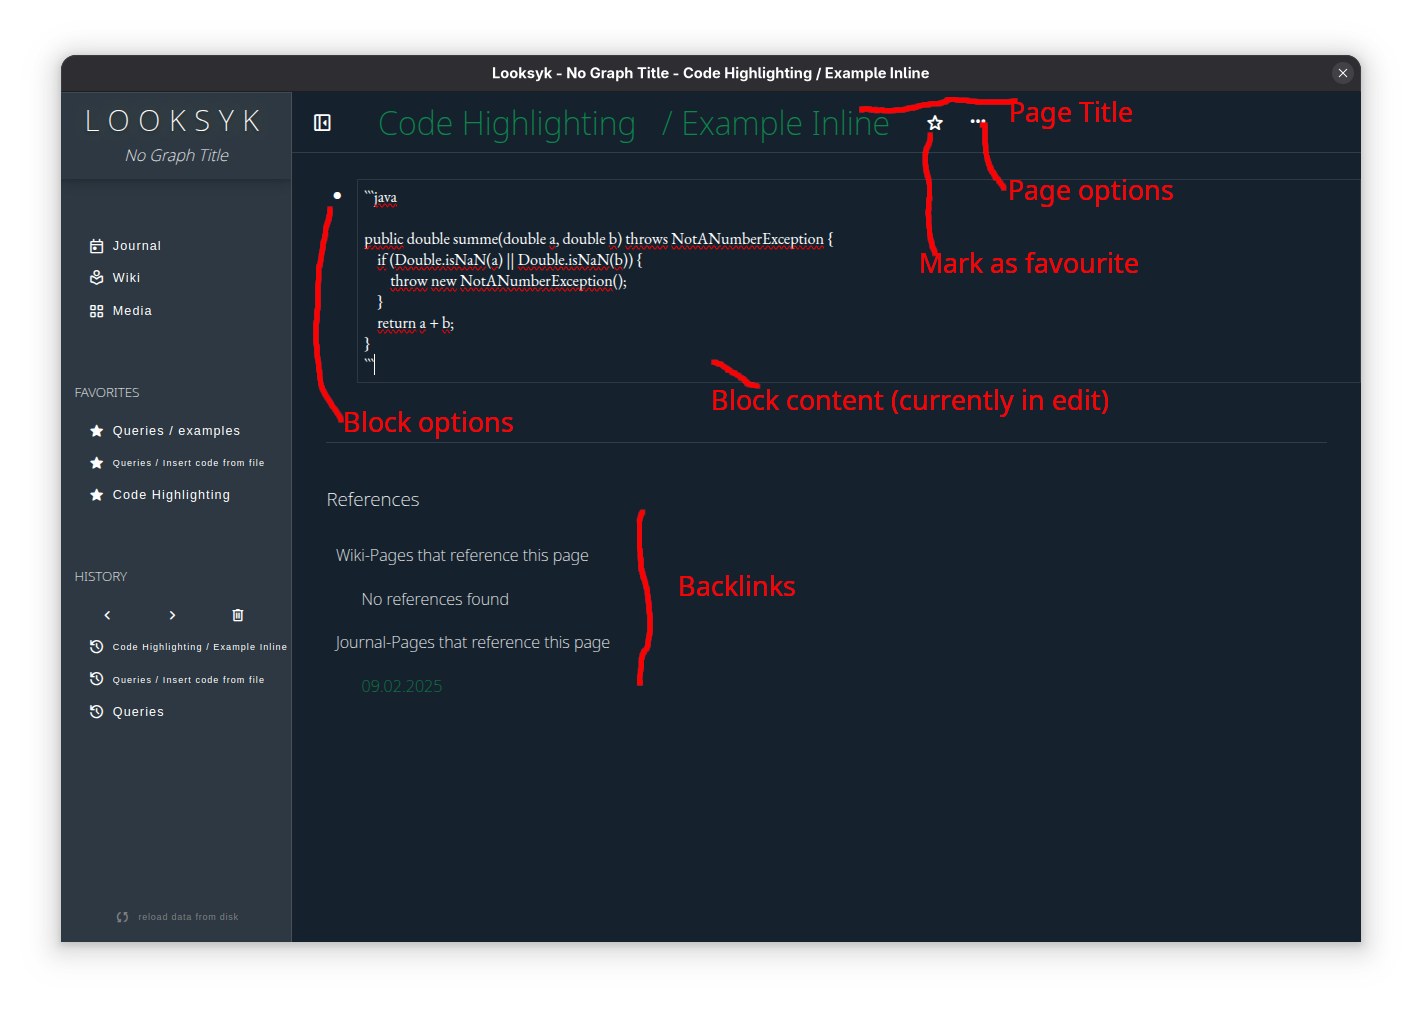 Looksyk - No Graph Title - Code Highlighting / Example Inline
LOOKSYK
No Graph Title
Journal
Wiki
Media
FAVORITES
Queries / examples
Queries / Insert code from file
Code Highlighting
HISTORY
Code Highlighting / Example Inline
Queries / Insert code from file
Queries
reload data from disk
Code Highlighting / Example Inline
Page Title
Page options
Mark as favourite
```java
public double summe(double a, double b) throws NotANumberException {
if (Double.isNaN(a) || Double.isNaN(b)) {
throw new NotANumberException();
}
return a + b;
}
```
Block content (currently in edit)
Block options
References
Wiki-Pages that reference this page
No references found
Backlinks
Journal-Pages that reference this page
09.02.2025